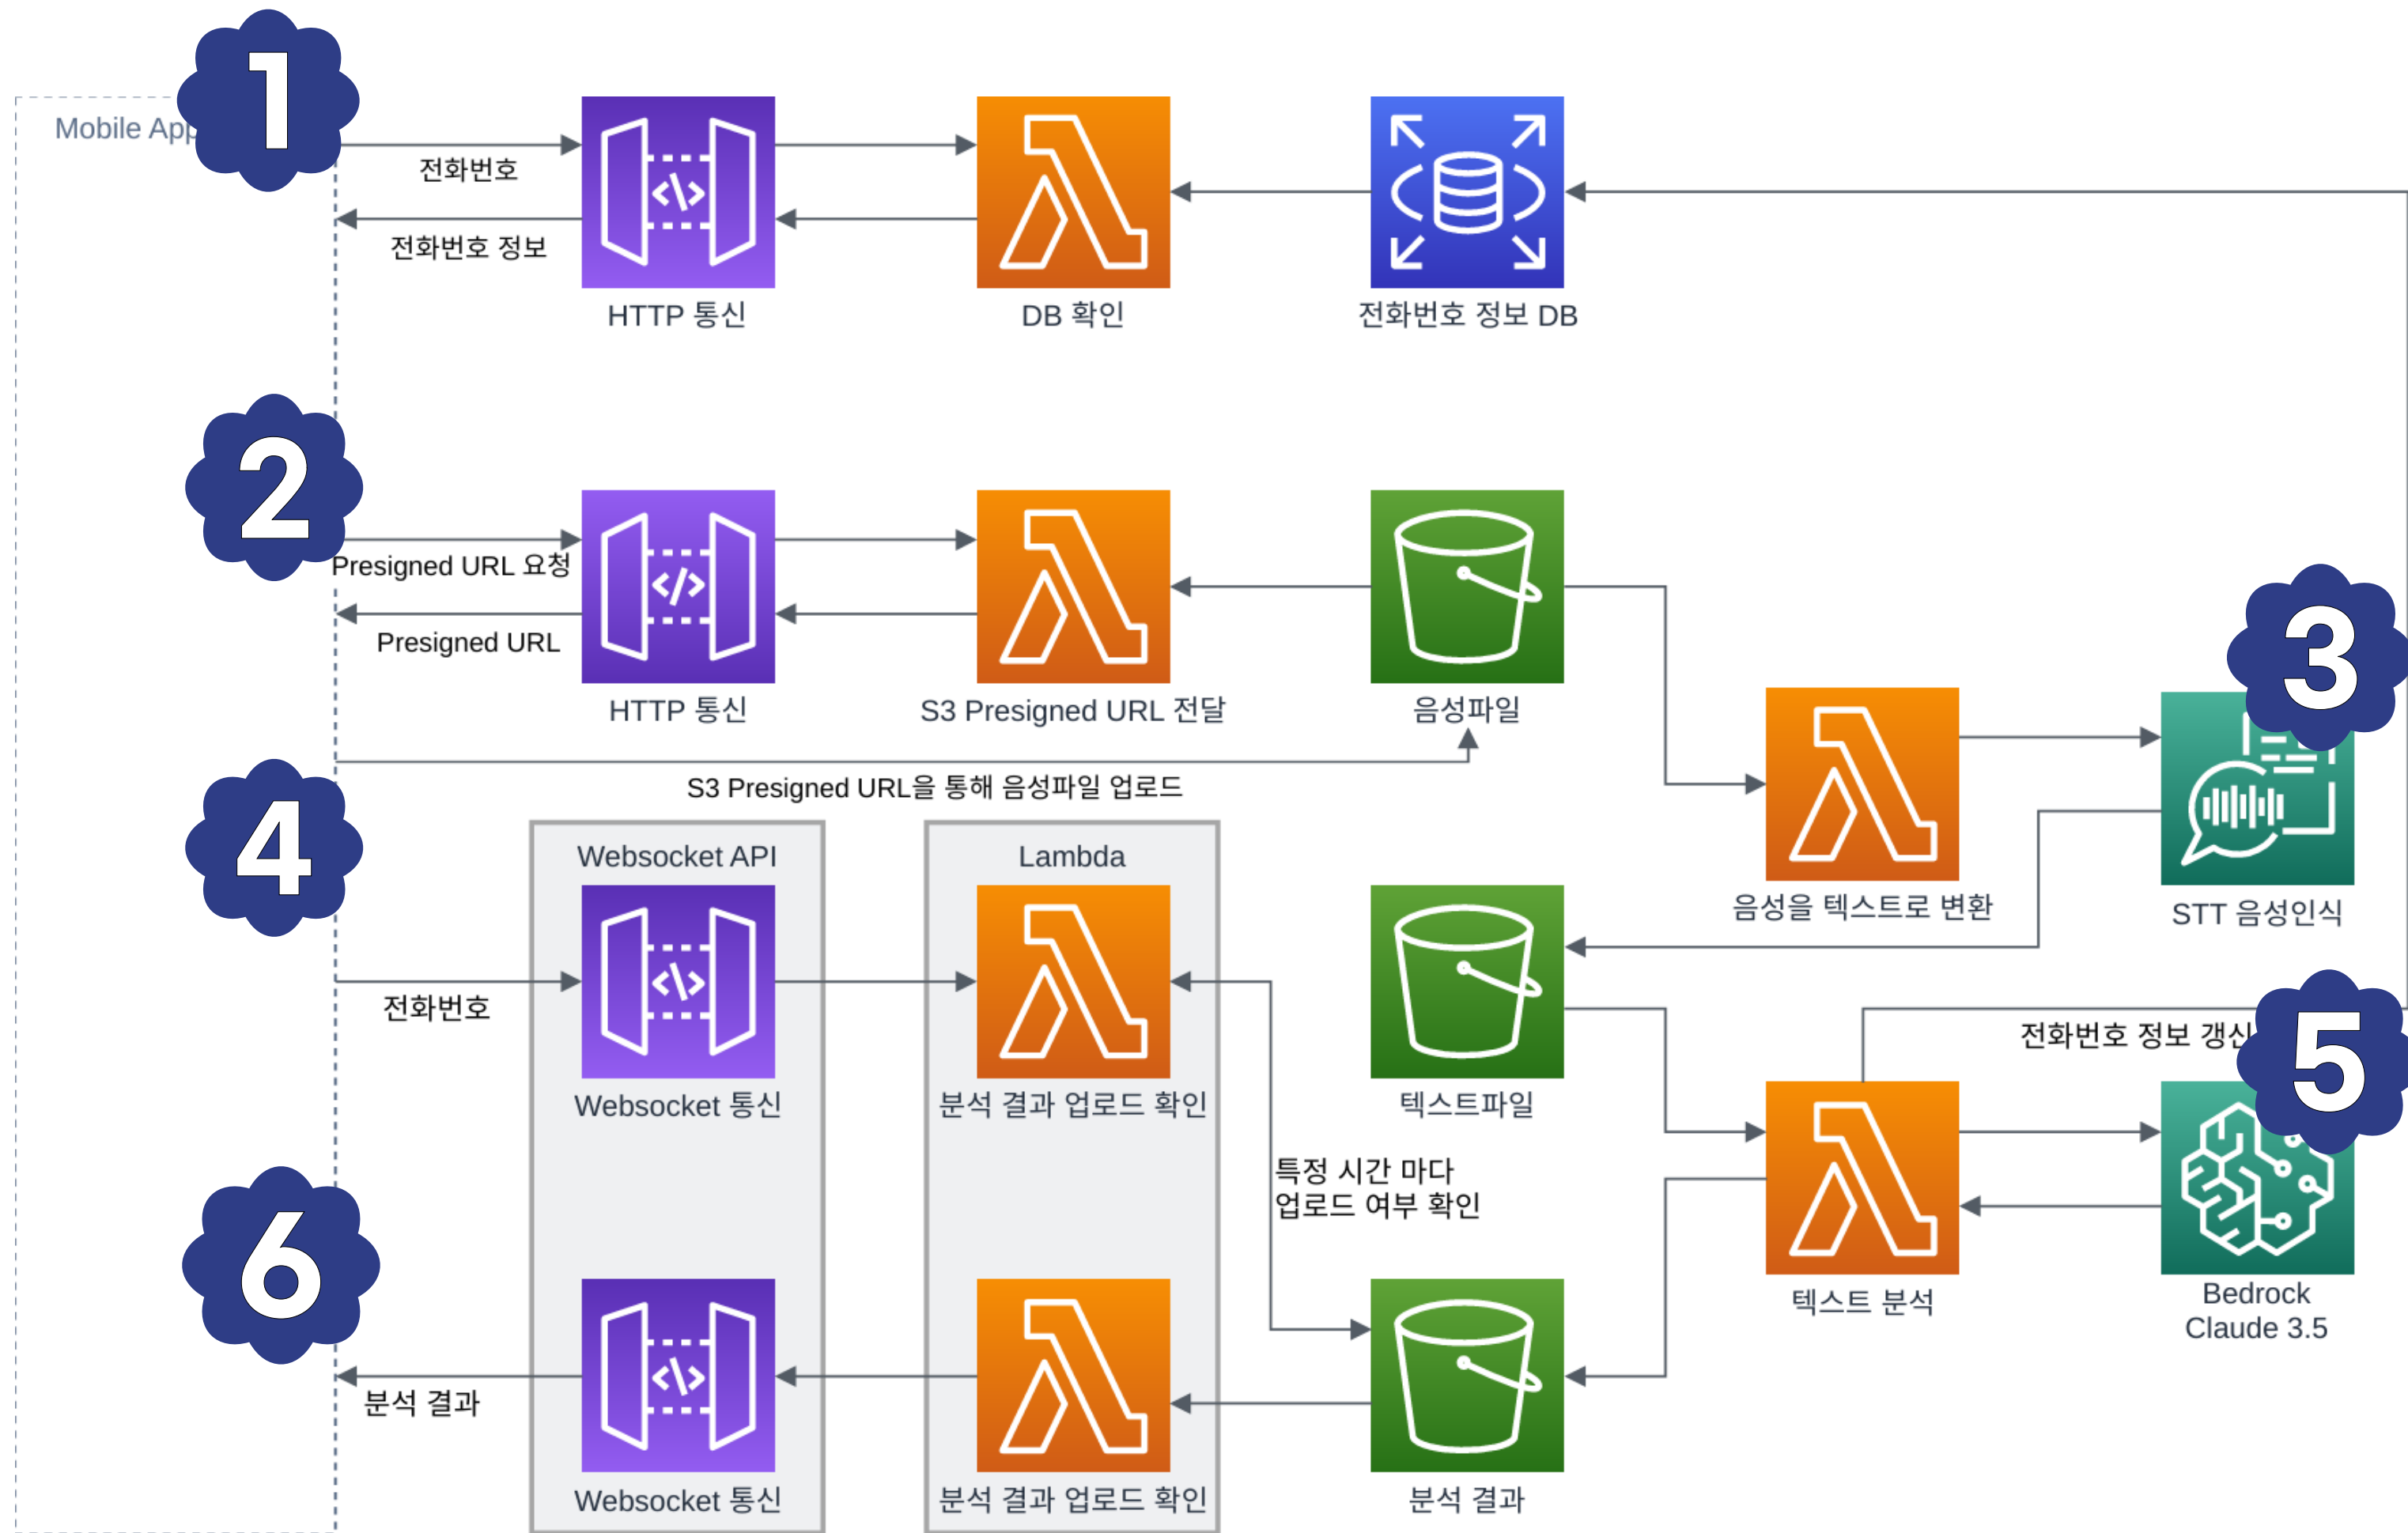 1
Mobile App
전화번호
전화번호 정보
HTTP 통신
DB 확인
전화번호 정보 DB
2
Presigned URL 요청
Presigned URL
HTTP 통신
S3 Presigned URL 전달
음성파일
3
S3 Presigned URL을 통해 음성파일 업로드
음성을 텍스트로 변환
STT 음성인식
4
Websocket API
Lambda
전화번호
Websocket 통신
분석 결과 업로드 확인
텍스트파일
특정 시간 마다
업로드 여부 확인
전화번호 정보 갱신
5
텍스트 분석
Bedrock
Claude 3.5
6
분석 결과
Websocket 통신
분석 결과 업로드 확인
분석 결과